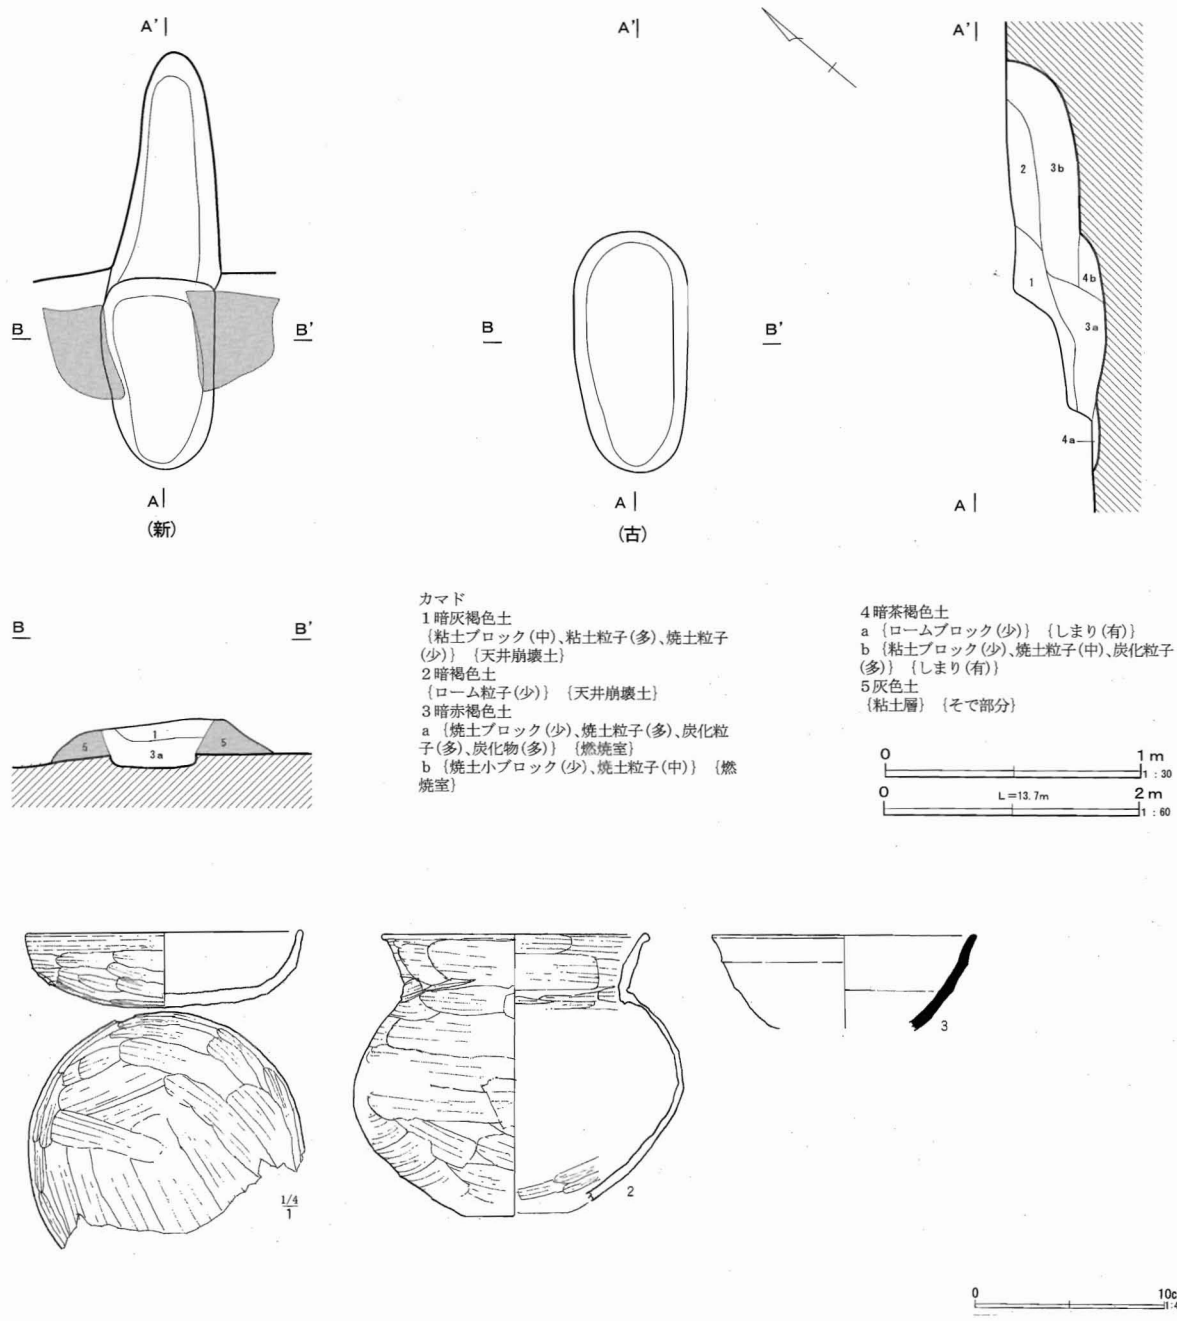 A'
A'
A'
2
3b
1
4b
3a
4a
B
B'
B
B'
A
(新)
A
(古)
A
B
B'
5
1
3a
5
カマド
1暗灰褐色土
{粘土ブロック(中)、粘土粒子(多)、焼土粒子
(少)} {天井崩壊土}
2暗褐色土
{ローム粒子(少)} {天井崩壊土}
3暗赤褐色土
a {焼土ブロック(少)、焼土粒子(多)、炭化粒
子(多)、炭化物(多)} {燃焼室}
b {焼土小ブロック(少)、焼土粒子(中)} {燃
焼室}
4暗茶褐色土
a {ロームブロック(少)} {しまり(有)}
b {粘土ブロック(少)、焼土粒子(中)、炭化粒子
(多)} {しまり(有)}
5灰色土
{粘土層} {そで部分}
0 1m
1:30
0 L=13.7m 2m
1:60
1/4
1
2
3
0 10c
1:4